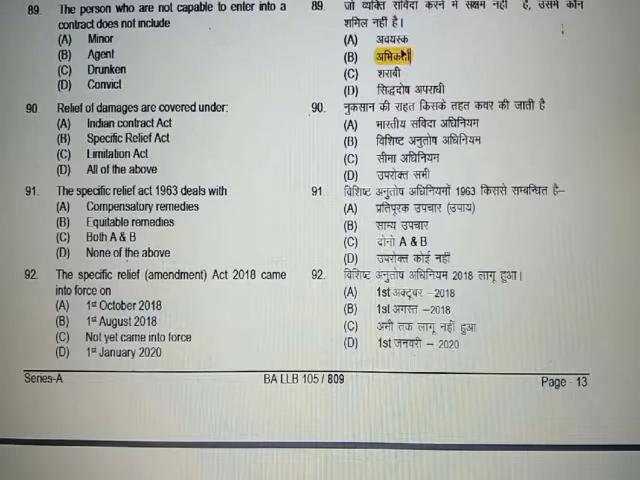 89. The person who are not capable to enter into a
contract does not include
(A) Minor
(B) Agent
(C) Drunken
(D) Convict
90. Relief of damages are covered under:
(A) Indian contract Act
(B) Specific Relief Act
(C) Limitation Act
(D) All of the above
91. The specific relief act 1963 deals with
(A) Compensatory remedies
(B) Equitable remedies
(C) Both A & B
(D) None of the above
92. The specific relief (amendment) Act 2018 came
into force on
(A) 1st October 2018
(B) 1st August 2018
(C) Not yet came into force
(D) 1st January 2020
89. जो व्यक्ति संविदा करने में सक्षम नहीं है, उसमें कौन
शमिल नहीं है।
(A) अवयस्क
(B) अभिकर्ता
(C) शराबी
(D) सिद्धदोष अपराधी
90. नुकसान की राहत किसके तहत कवर की जाती है
(A) भारतीय संविदा अधिनियम
(B) विशिष्ट अनुतोष अधिनियम
(C) सीमा अधिनियम
(D) उपरोक्त सभी
91. विशिष्ट अनुतोष अधिनियमों 1963 किससे सम्बन्धित है–
(A) प्रतिपूरक उपचार (उपाय)
(B) साम्य उपचार
(C) दोनो A & B
(D) उपरोक्त कोई नहीं
92. विशिष्ट अनुतोष अधिनियम 2018 लागू हुआ।
(A) 1st अक्टूबर –2018
(B) 1st अगस्त –2018
(C) अभी तक लागू नहीं हुआ
(D) 1st जनवरी – 2020
Series-A BA LLB 105 / 809 Page - 13